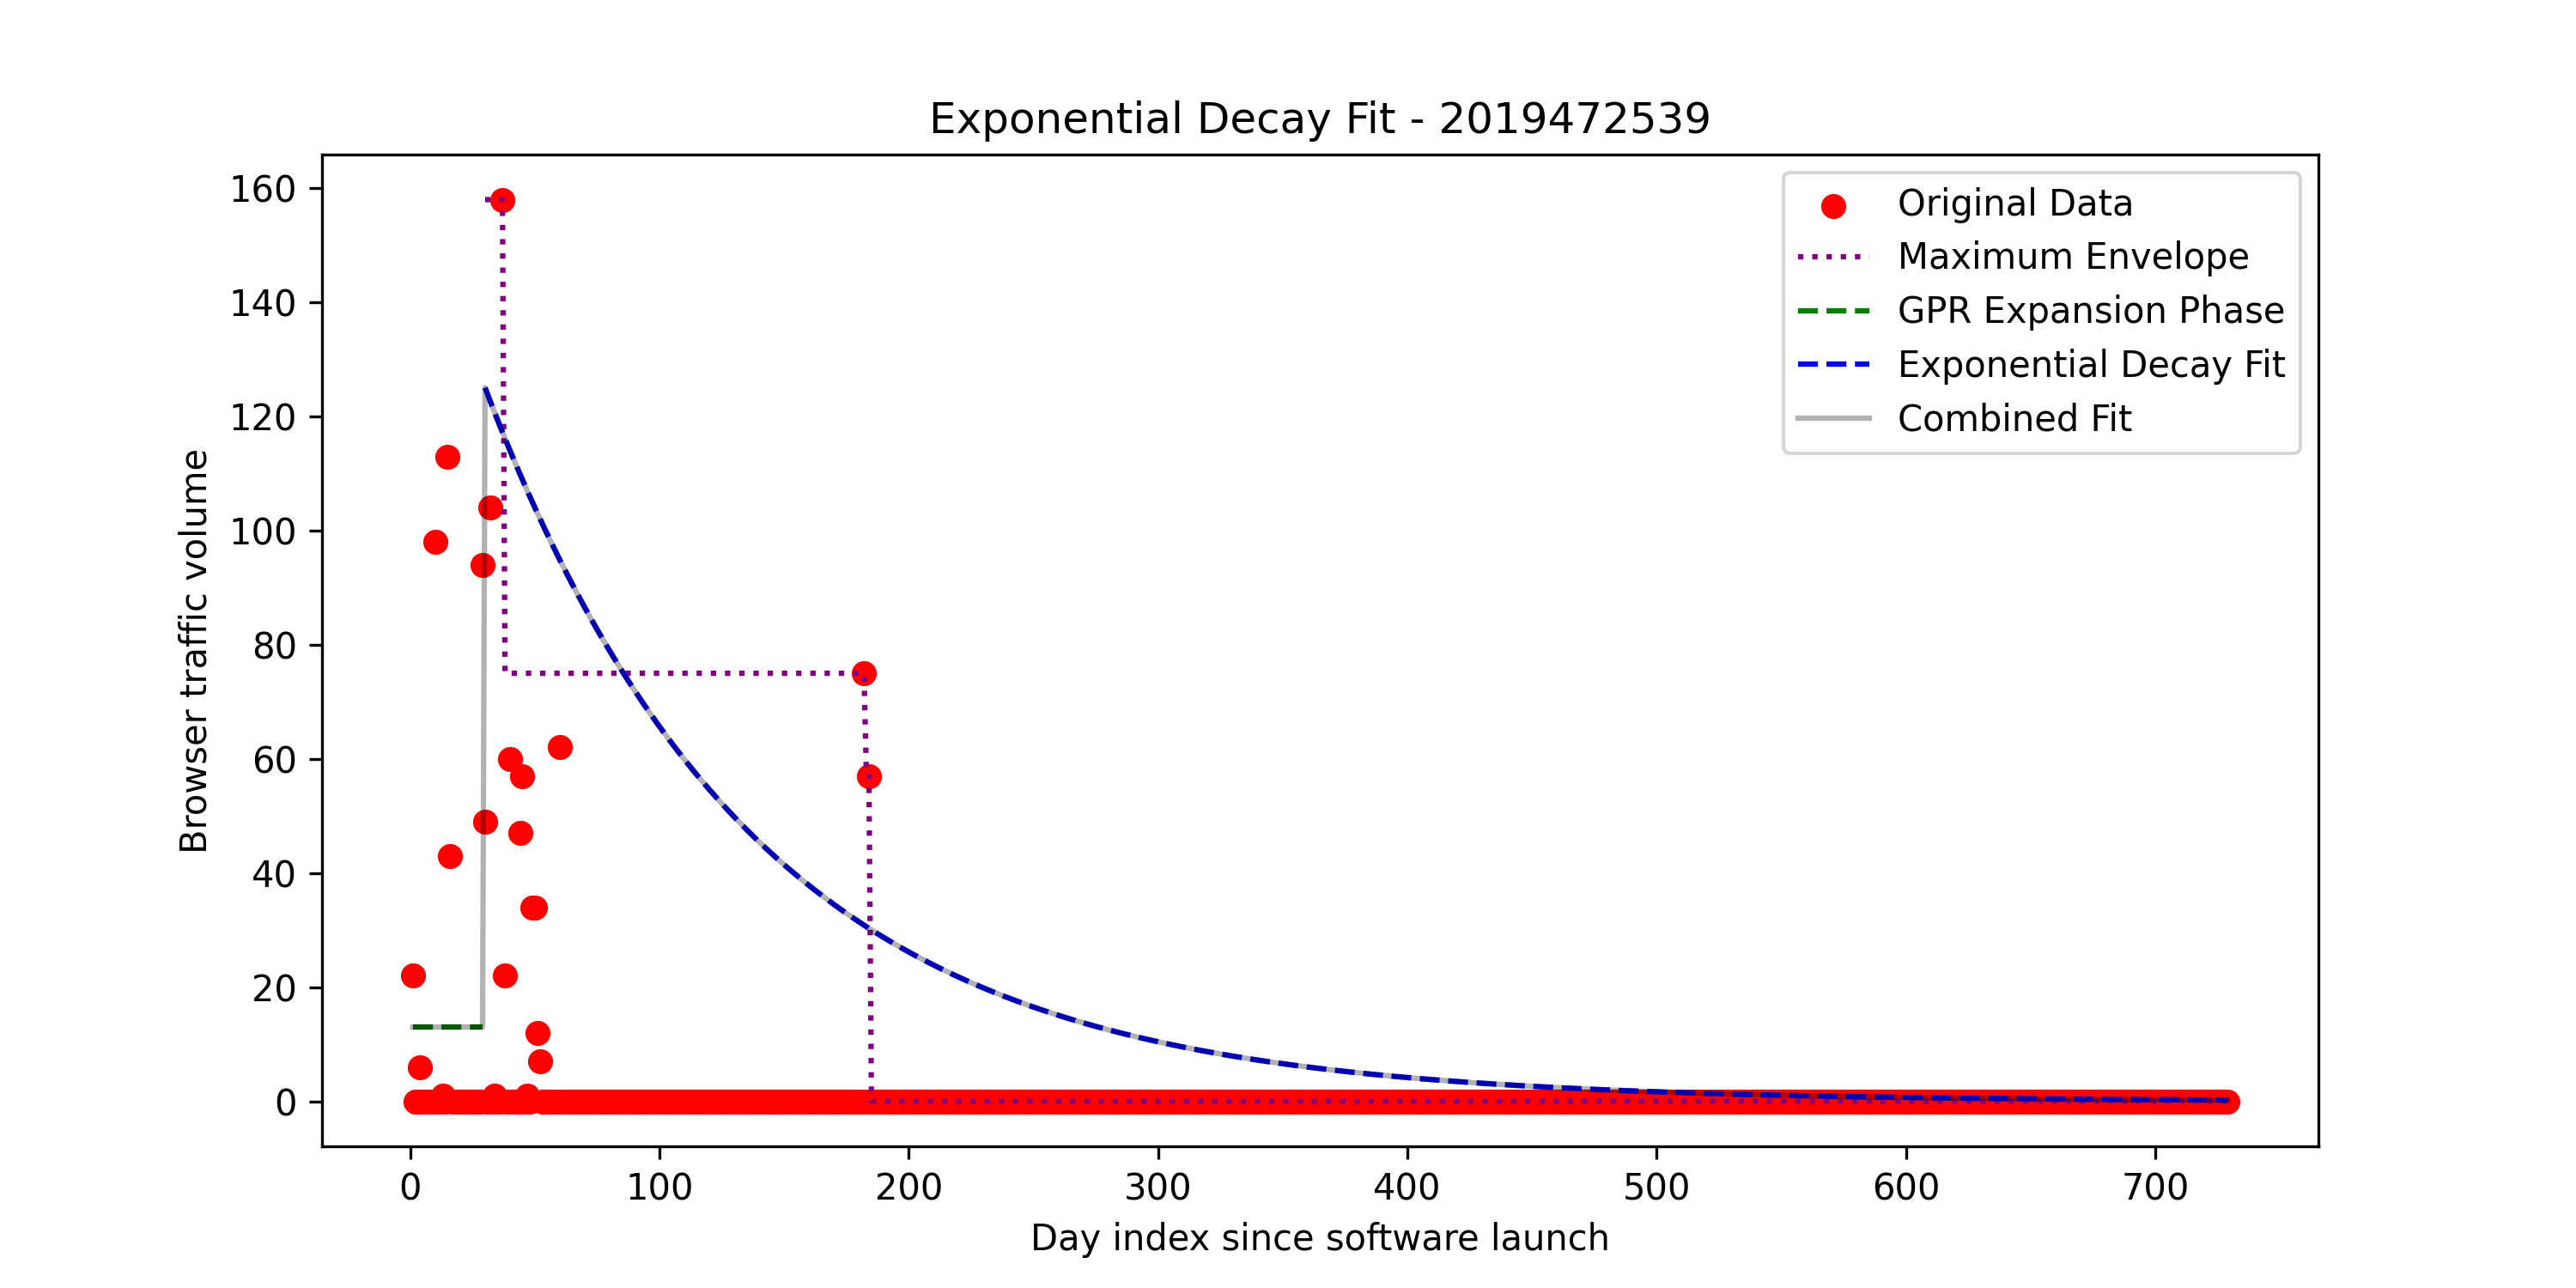 Exponential Decay Fit - 2019472539
Original Data
Maximum Envelope
GPR Expansion Phase
Exponential Decay Fit
Combined Fit
Browser traffic volume
160
140
120
100
80
60
40
20
0
0 100 200 300 400 500 600 700
Day index since software launch